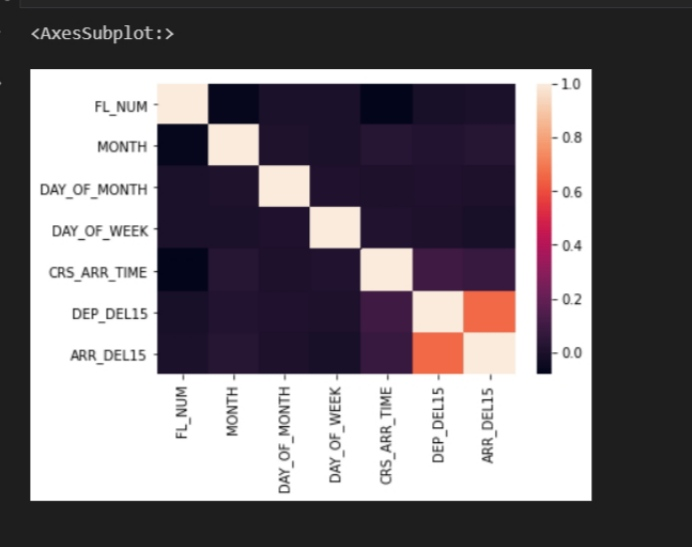 <AxesSubplot:>
FL_NUM
MONTH
DAY_OF_MONTH
DAY_OF_WEEK
CRS_ARR_TIME
DEP_DEL15
ARR_DEL15
1.0
0.8
0.6
0.4
0.2
0.0
FL_NUM
MONTH
DAY_OF_MONTH
DAY_OF_WEEK
CRS_ARR_TIME
DEP_DEL15
ARR_DEL15